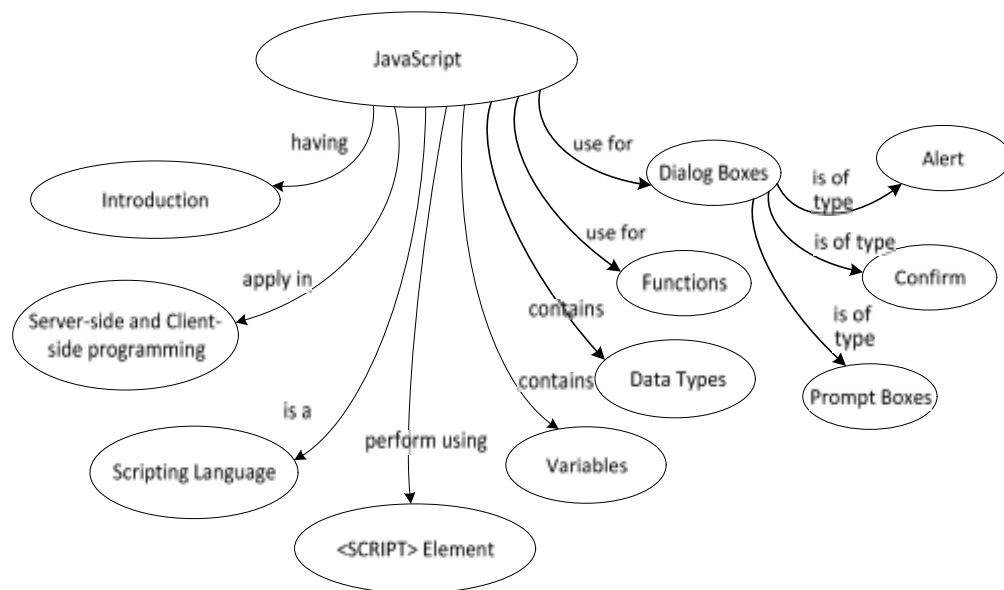 JavaScript
having
use for
Alert
Dialog Boxes
is of
type
Introduction
use for
is of type
Confirm
apply in
Functions
contains
is of
type
Server-side and Client-
side programming
contains
Data Types
Prompt Boxes
is a
perform using
Variables
Scripting Language
<SCRIPT> Element